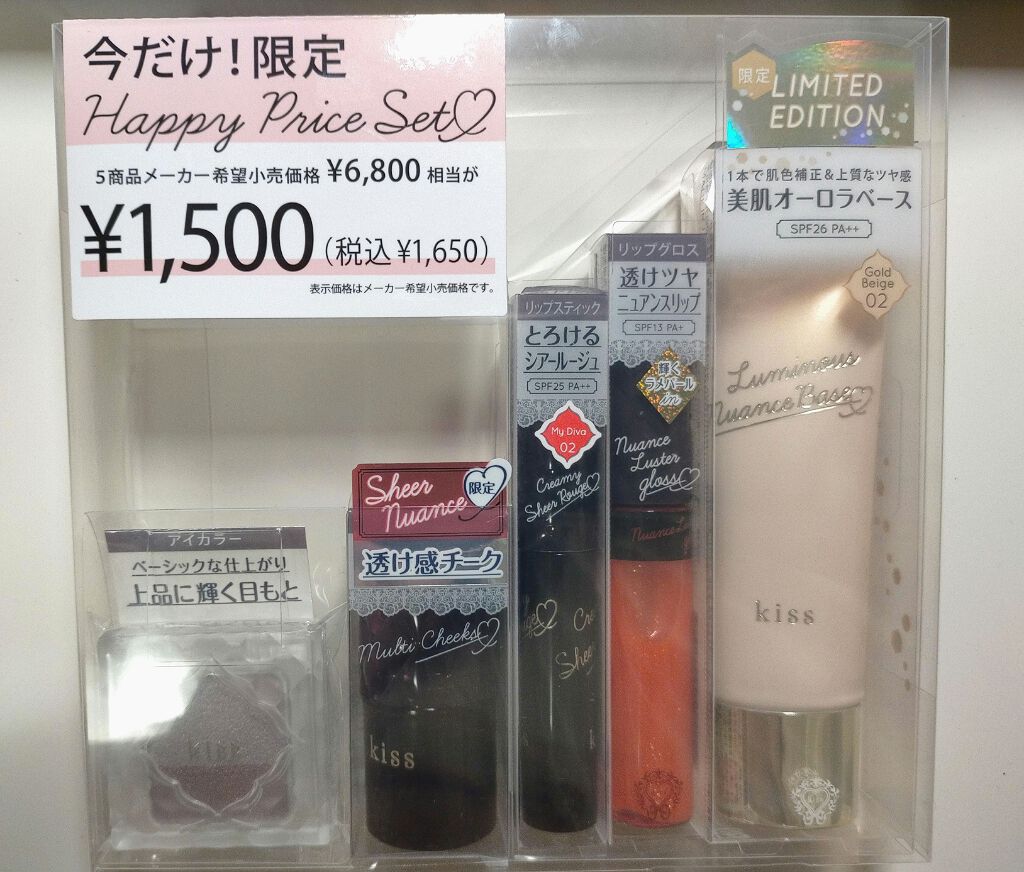 今だけ!限定
Happy Price Set
5商品メーカー希望小売価格 ¥6,800 相当が
¥1,500(税込 ¥1,650)
表示価格はメーカー希望小売価格です。
限定
LIMITED
EDITION
1本で肌色補正&上質なツヤ感
美肌オーロラベース
SPF26 PA++
Gold
Beige
02
Luminous
Nuance Base
kiss
リップグロス
透けツヤ
ニュアンスリップ
SPF13 PA+
輝く
ラメパール
in
Nuance
Luster
gloss
リップスティック
とろける
シアールージュ
SPF25 PA++
My Diva
02
Creamy
Sheer Rouge
Sheer
Nuance
限定
透け感チーク
Multi Cheeks
kiss
アイカラー
ベーシックな仕上がり
上品に輝く目もと
kiss